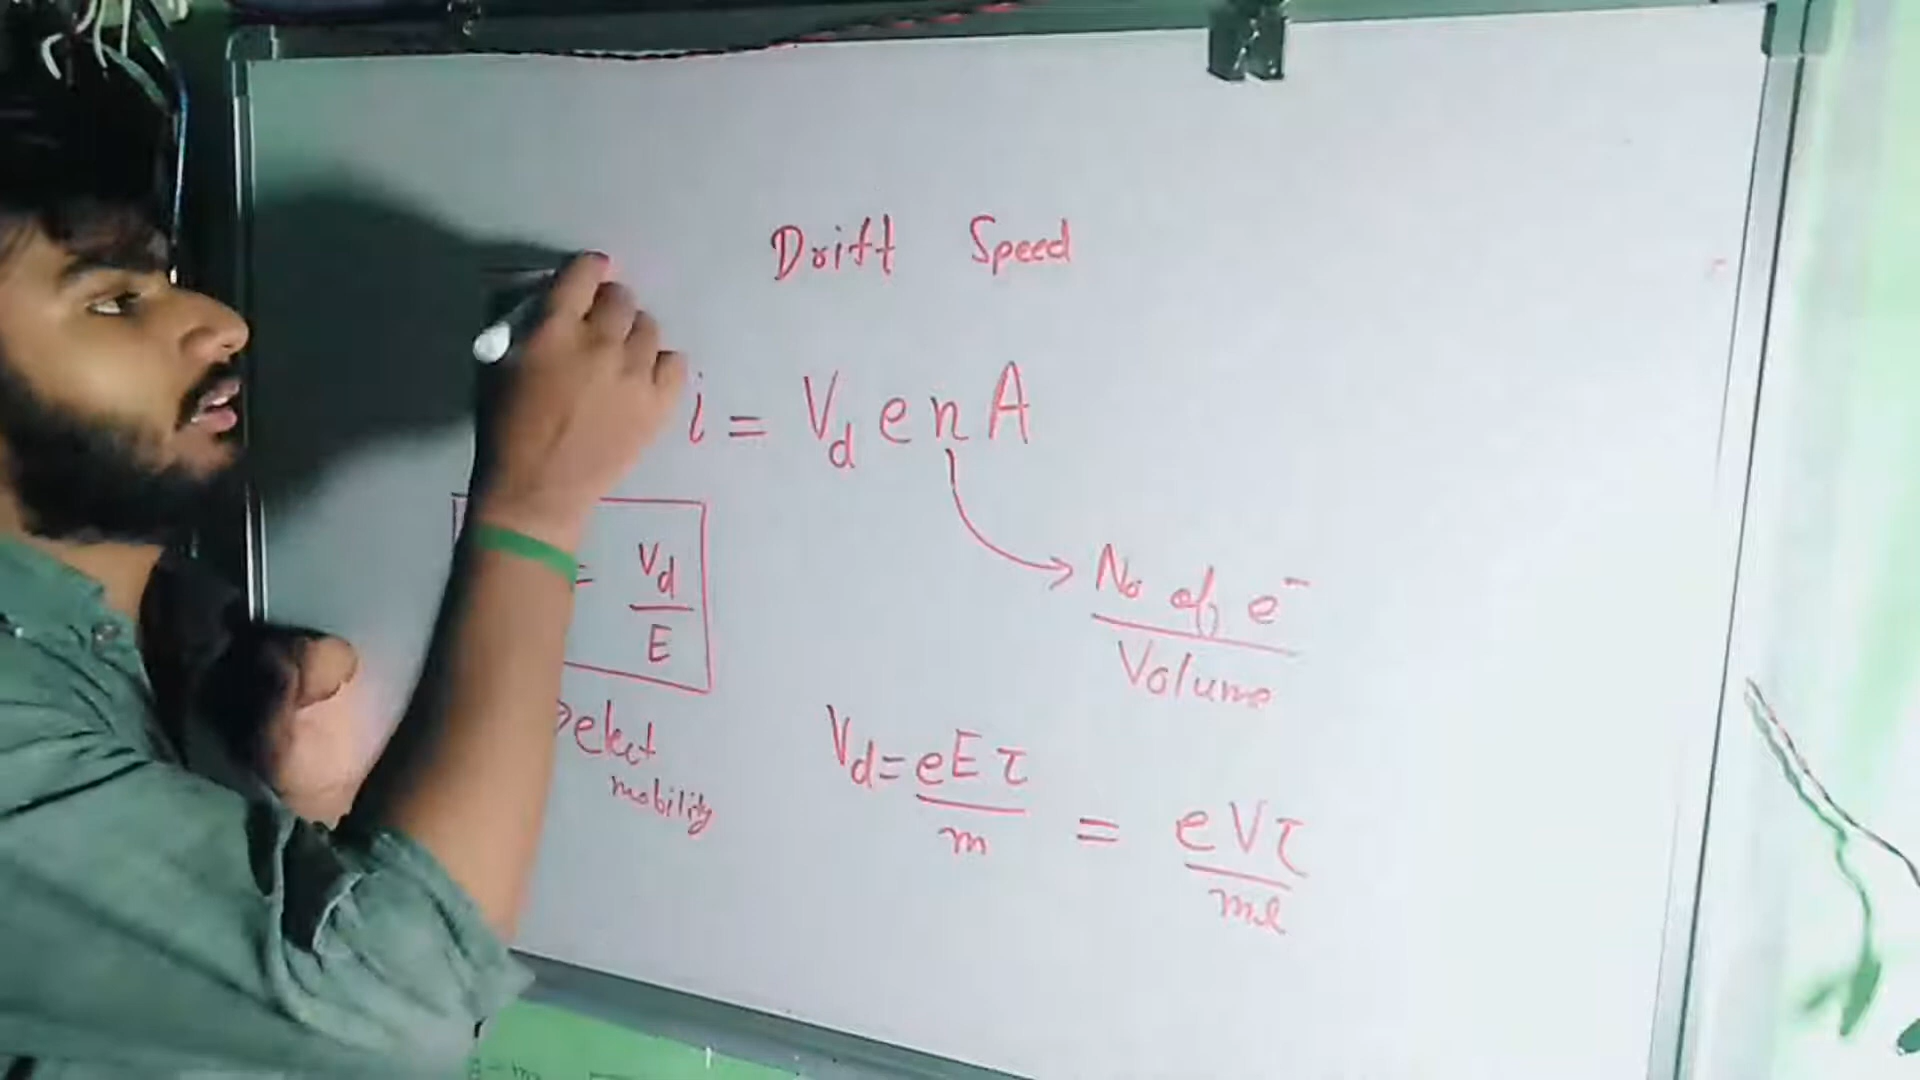 Drift Speed
i = Vd e n A
= Vd / E
No of e⁻ / Volume
→ elect
mobility
Vd = eEτ / m = eVτ / ml